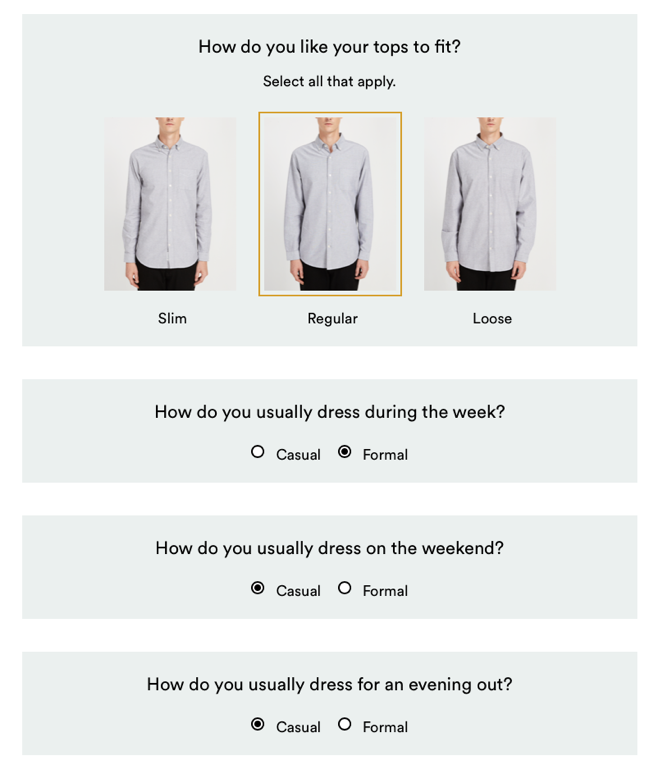 How do you like your tops to fit?
Select all that apply.
Slim Regular Loose
How do you usually dress during the week?
Casual Formal
How do you usually dress on the weekend?
Casual Formal
How do you usually dress for an evening out?
Casual Formal